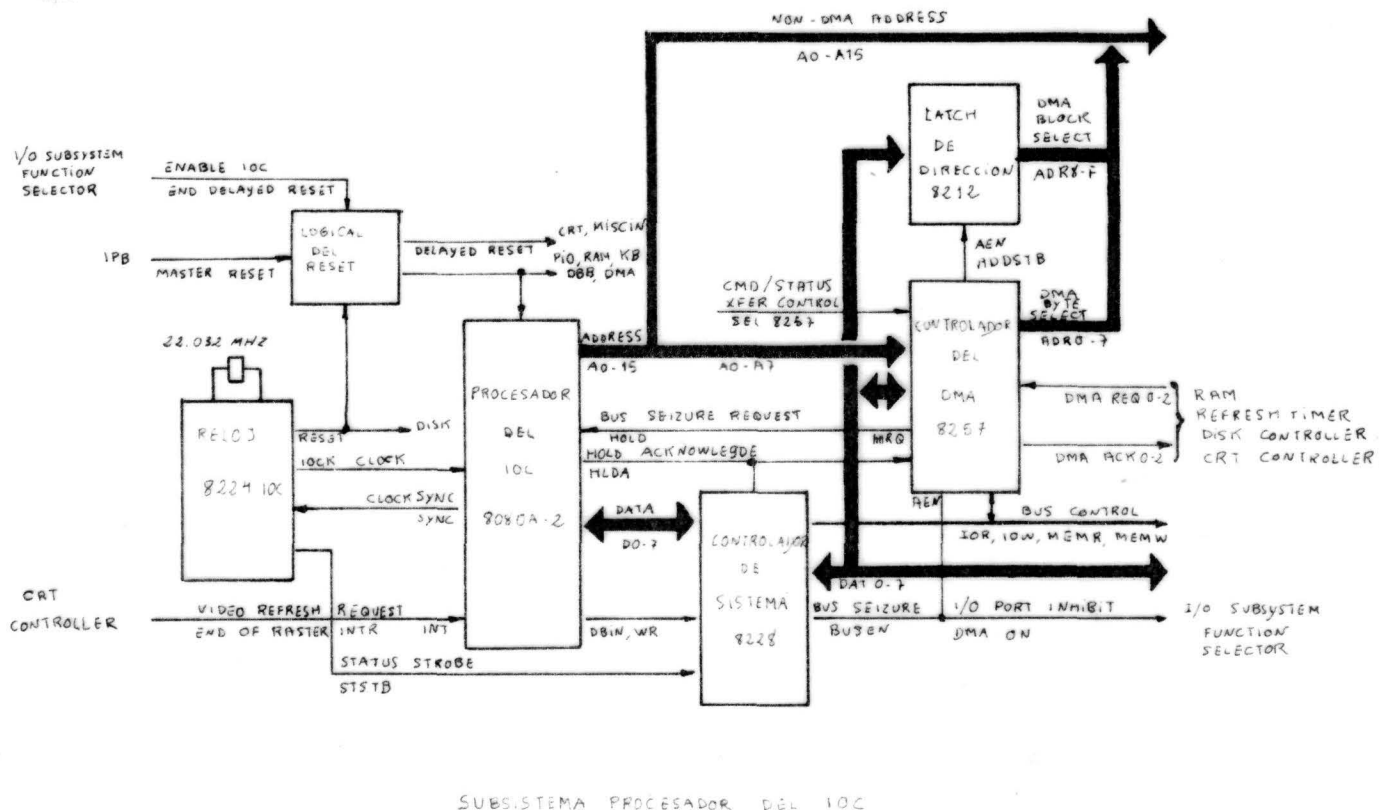 NON-DMA ADDRESS
A0-A15
LATCH
DE
DIRECCION
8212
DMA
BLOCK
SELECT
ADR8-F
I/O SUBSYSTEM
FUNCTION
SELECTOR
ENABLE IOC
END DELAYED RESET
LOGICAL
DEL
RESET
IPB
MASTER RESET
DELAYED RESET
CRT, MISCIN
PIO, RAM, KB
DBB, DMA
AEN
ADDSTB
CMD/STATUS
XFER CONTROL
SEL 8257
DMA
BYTE
SELECT
ADR0-7
22.032 MHZ
RELOJ
8224 IOC
RESET
DISK
IOCK CLOCK
CLOCK SYNC
SYNC
PROCESADOR
DEL
IOC
8080A-2
ADDRESS
A0-15
A0-A7
CONTROLADOR
DEL
DMA
8257
BUS SEIZURE REQUEST
HOLD
HRQ
HOLD ACKNOWLEGDE
HLDA
DMA REQ 0-2
DMA ACK 0-2
RAM
REFRESH TIMER
DISK CONTROLLER
CRT CONTROLLER
AEN
DATA
D0-7
CONTROLADOR
DE
SISTEMA
8228
BUS CONTROL
IOR, IOW, MEMR, MEMW
DAT 0-7
CRT
CONTROLLER
VIDEO REFRESH REQUEST
END OF RASTER INTR INT
DBIN, WR
BUS SEIZURE
BUSEN
I/O PORT INHIBIT
DMA ON
I/O SUBSYSTEM
FUNCTION
SELECTOR
STATUS STROBE
STSTB
SUBSISTEMA PROCESADOR DEL IOC